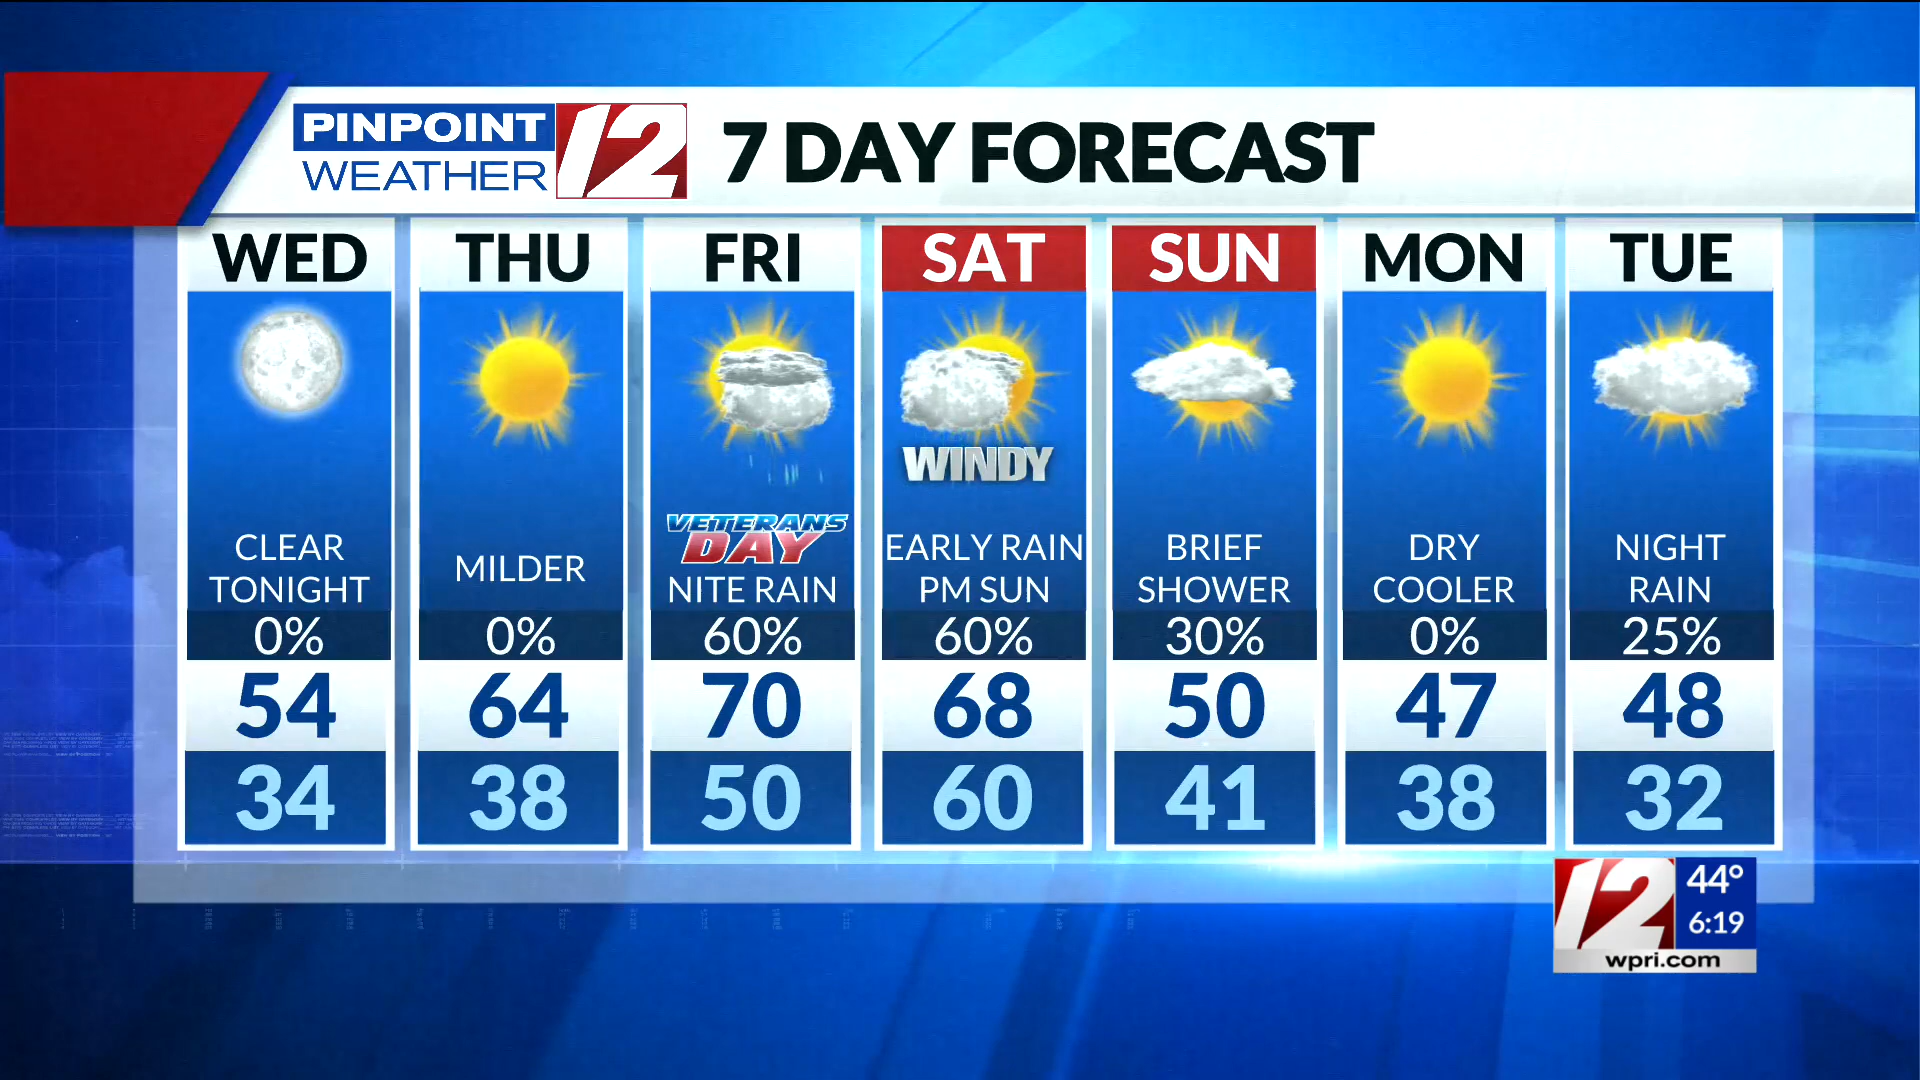 PINPOINT
WEATHER
12
7 DAY FORECAST
WED
CLEAR
TONIGHT
0%
54
34
THU
MILDER
0%
64
38
FRI
VETERANS
DAY
NITE RAIN
60%
70
50
SAT
WINDY
EARLY RAIN
PM SUN
60%
68
60
SUN
BRIEF
SHOWER
30%
50
41
MON
DRY
COOLER
0%
47
38
TUE
NIGHT
RAIN
25%
48
32
12
44°
6:19
wpri.com